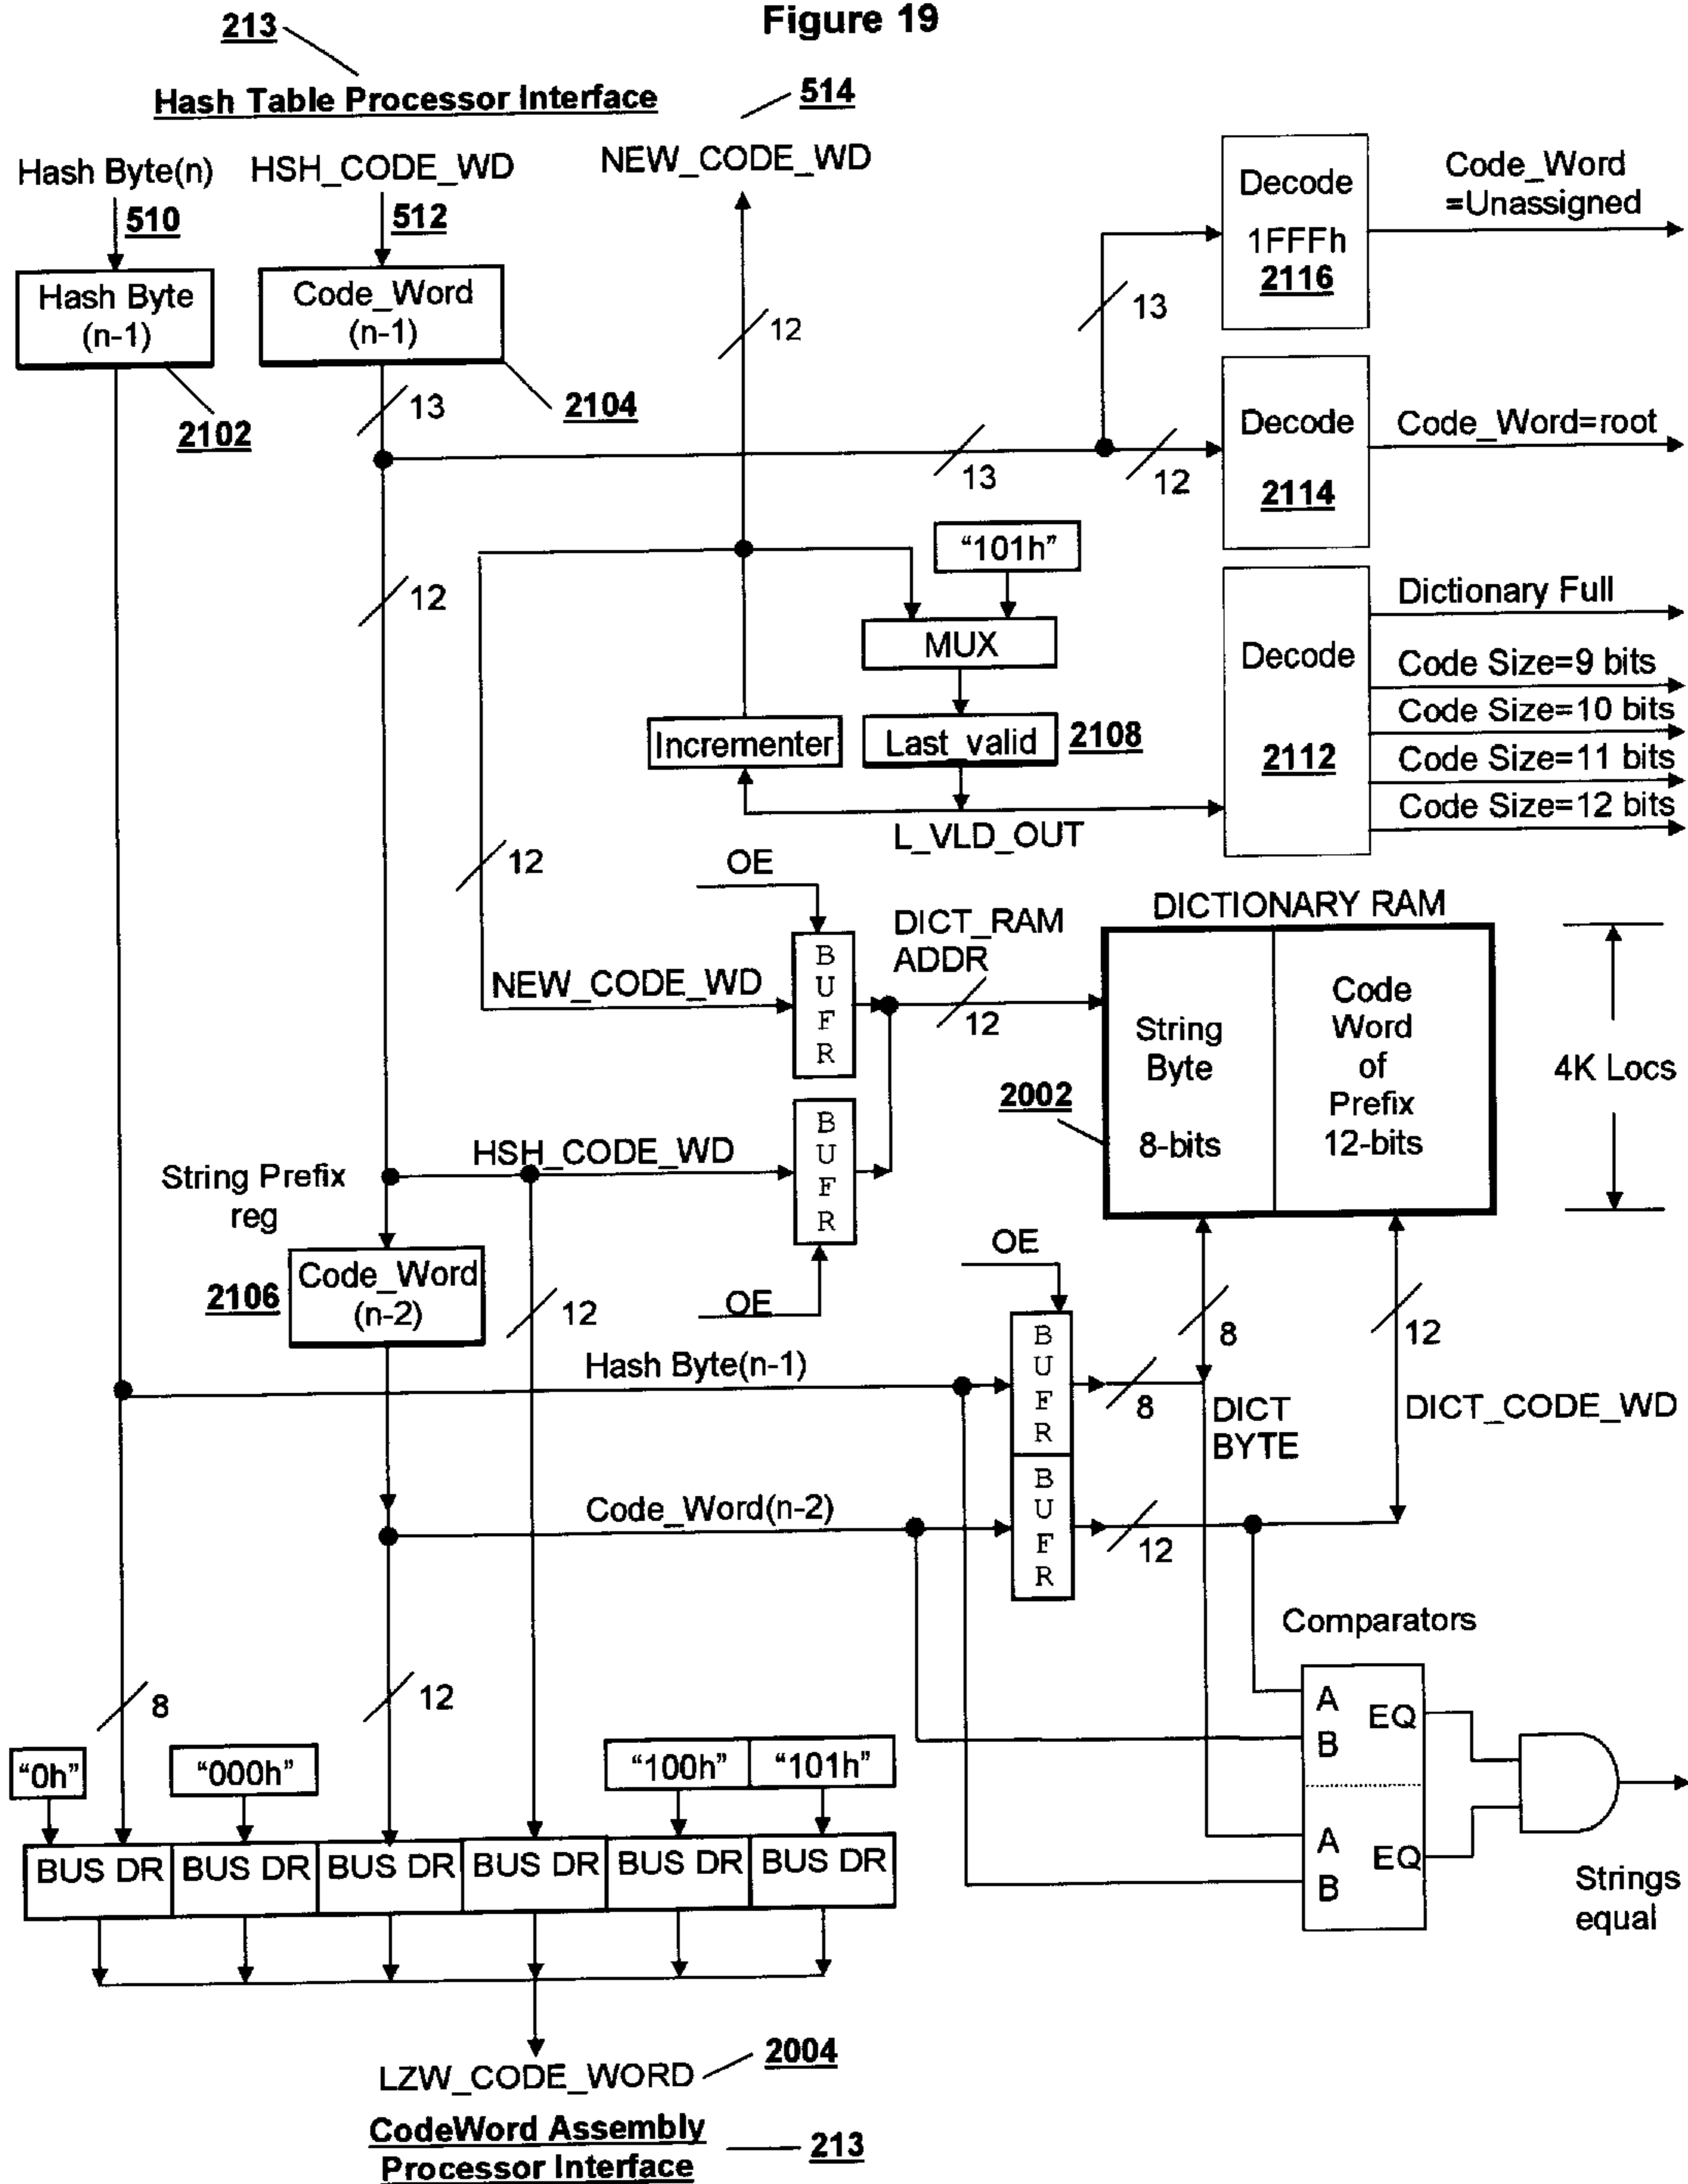 Figure 19
213
Hash Table Processor Interface
514
Hash Byte(n)
HSH_CODE_WD
NEW_CODE_WD
510
512
Hash Byte
(n-1)
Code_Word
(n-1)
2102
13
2104
12
Decode
1FFFh
2116
Code_Word
=Unassigned
13
Decode
2114
Code_Word=root
13
12
12
"101h"
MUX
Incrementer
Last_valid
2108
L_VLD_OUT
Decode
2112
Dictionary Full
Code Size=9 bits
Code Size=10 bits
Code Size=11 bits
Code Size=12 bits
12
OE
NEW_CODE_WD
B
U
F
R
DICT_RAM
ADDR
12
DICTIONARY RAM
String
Byte
8-bits
Code
Word
of
Prefix
12-bits
4K Locs
2002
HSH_CODE_WD
B
U
F
R
OE
String Prefix
reg
Code_Word
(n-2)
2106
12
OE
Hash Byte(n-1)
B
U
F
R
8
8
12
DICT
BYTE
DICT_CODE_WD
Code_Word(n-2)
B
U
F
R
12
Comparators
A
B
EQ
A
B
EQ
Strings
equal
8
12
"0h"
"000h"
"100h"
"101h"
BUS DR
BUS DR
BUS DR
BUS DR
BUS DR
BUS DR
LZW_CODE_WORD
2004
CodeWord Assembly
Processor Interface
213